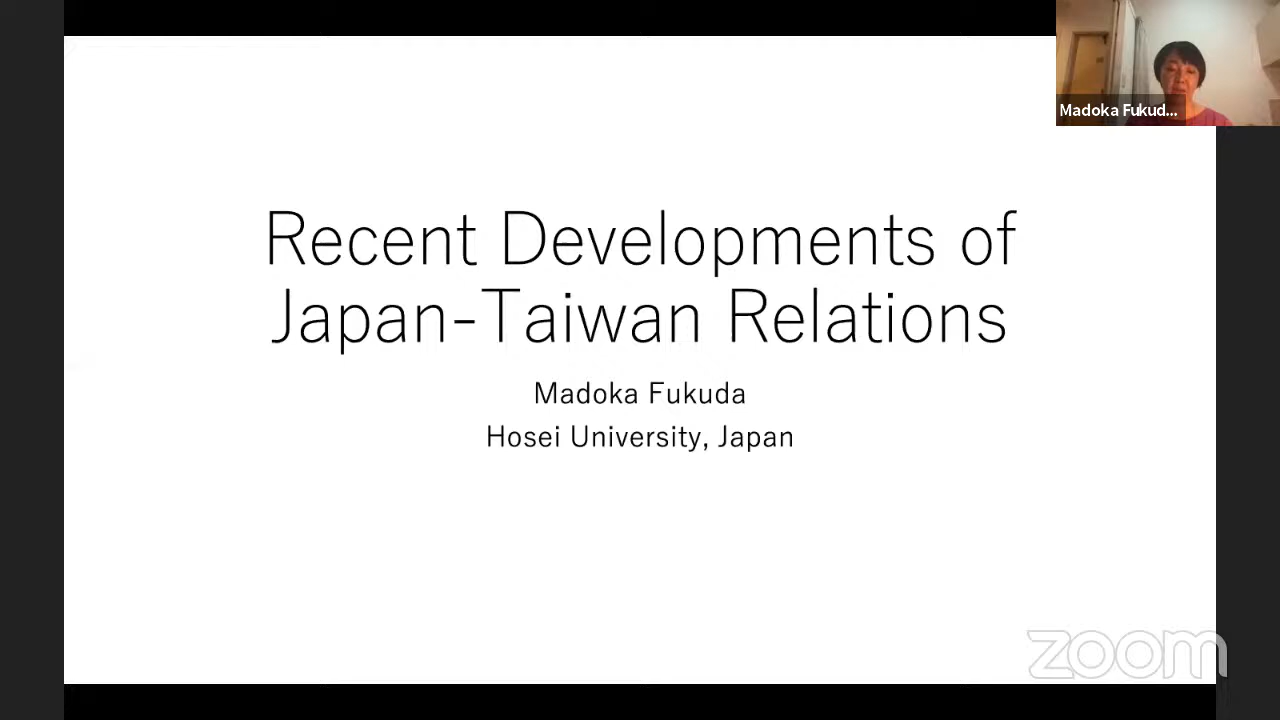 Madoka Fukud...
Recent Developments of
Japan-Taiwan Relations
Madoka Fukuda
Hosei University, Japan
zoom